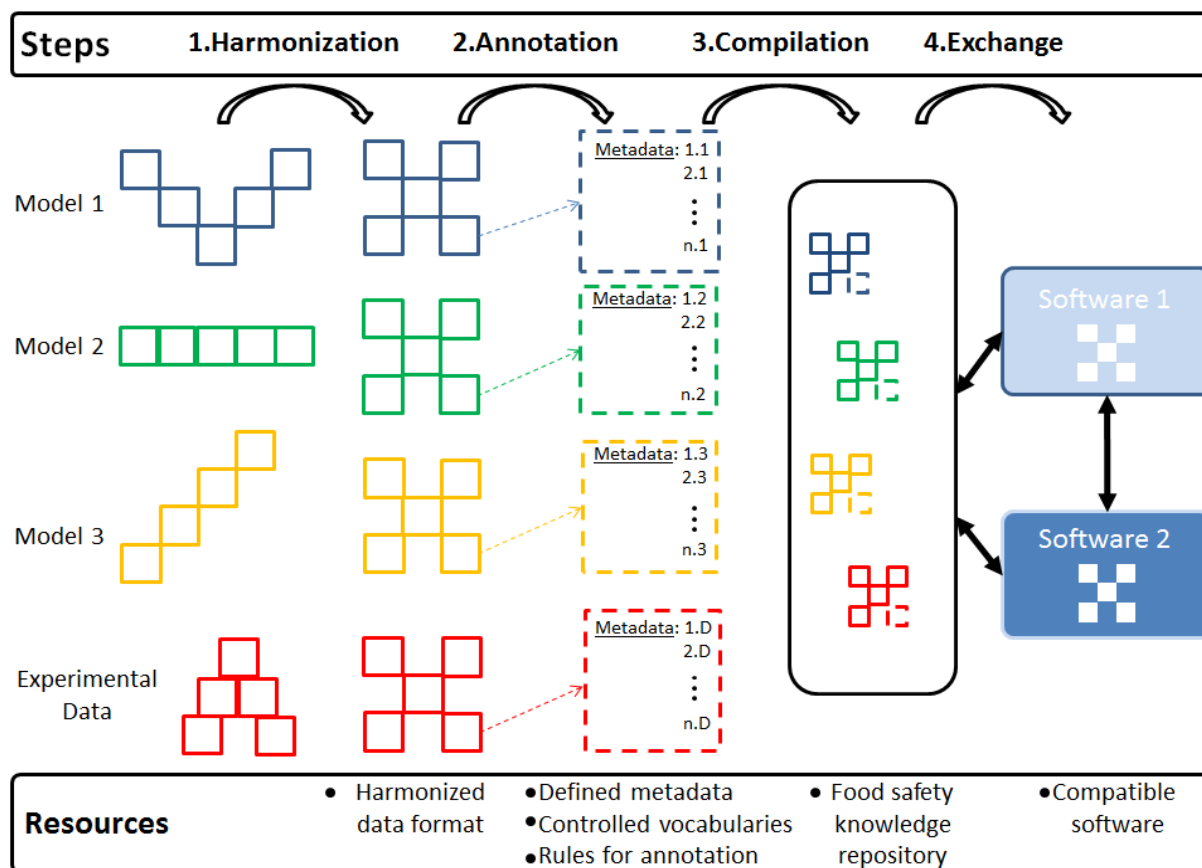 Steps 1.Harmonization 2.Annotation 3.Compilation 4.Exchange
Model 1
Metadata: 1.1
2.1
n.1
Model 2
Metadata: 1.2
2.2
n.2
Model 3
Metadata: 1.3
2.3
n.3
Experimental
Data
Metadata: 1.D
2.D
n.D
Software 1
Software 2
Resources
• Harmonized
data format
•Defined metadata
•Controlled vocabularies
•Rules for annotation
• Food safety
knowledge
repository
•Compatible
software